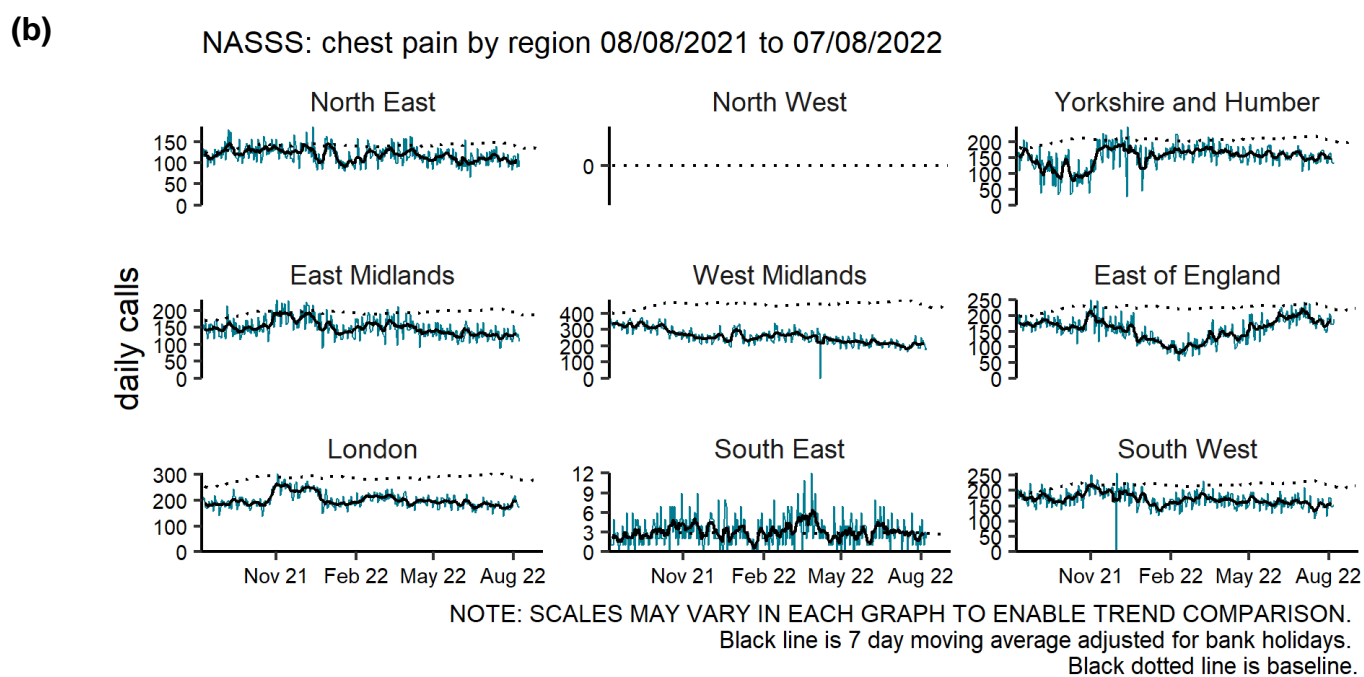 (b)
NASSS: chest pain by region 08/08/2021 to 07/08/2022
North East
North West
Yorkshire and Humber
150
100
50
0
0
200
150
100
50
0
East Midlands
West Midlands
East of England
200
150
100
50
0
400
300
200
100
0
250
200
150
100
50
0
daily calls
London
South East
South West
300
200
100
0
12
9
6
3
0
250
200
150
100
50
0
Nov 21 Feb 22 May 22 Aug 22
Nov 21 Feb 22 May 22 Aug 22
Nov 21 Feb 22 May 22 Aug 22
NOTE: SCALES MAY VARY IN EACH GRAPH TO ENABLE TREND COMPARISON.
Black line is 7 day moving average adjusted for bank holidays.
Black dotted line is baseline.